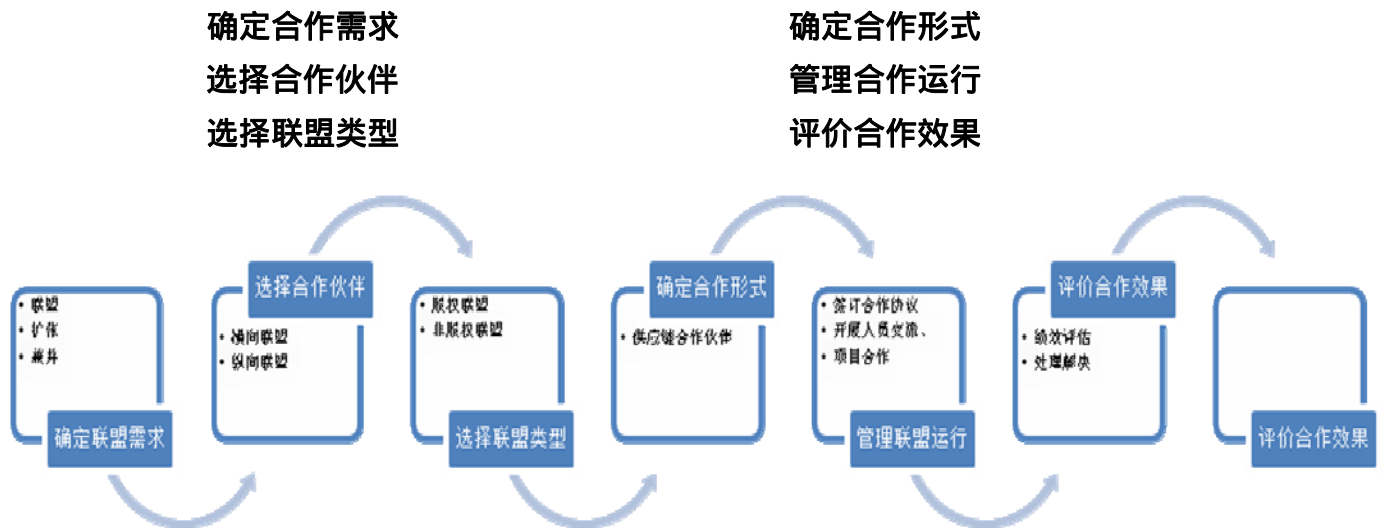 确定合作需求
选择合作伙伴
选择联盟类型
确定合作形式
管理合作运行
评价合作效果
• 联盟
• 扩张
• 兼并
确定联盟需求
选择合作伙伴
• 横向联盟
• 纵向联盟
• 股权联盟
• 非股权联盟
选择联盟类型
确定合作形式
• 供应链合作伙伴
• 签订合作协议
• 开展人员交流、
• 项目合作
管理联盟运行
评价合作效果
• 绩效评估
• 处理解决
评价合作效果